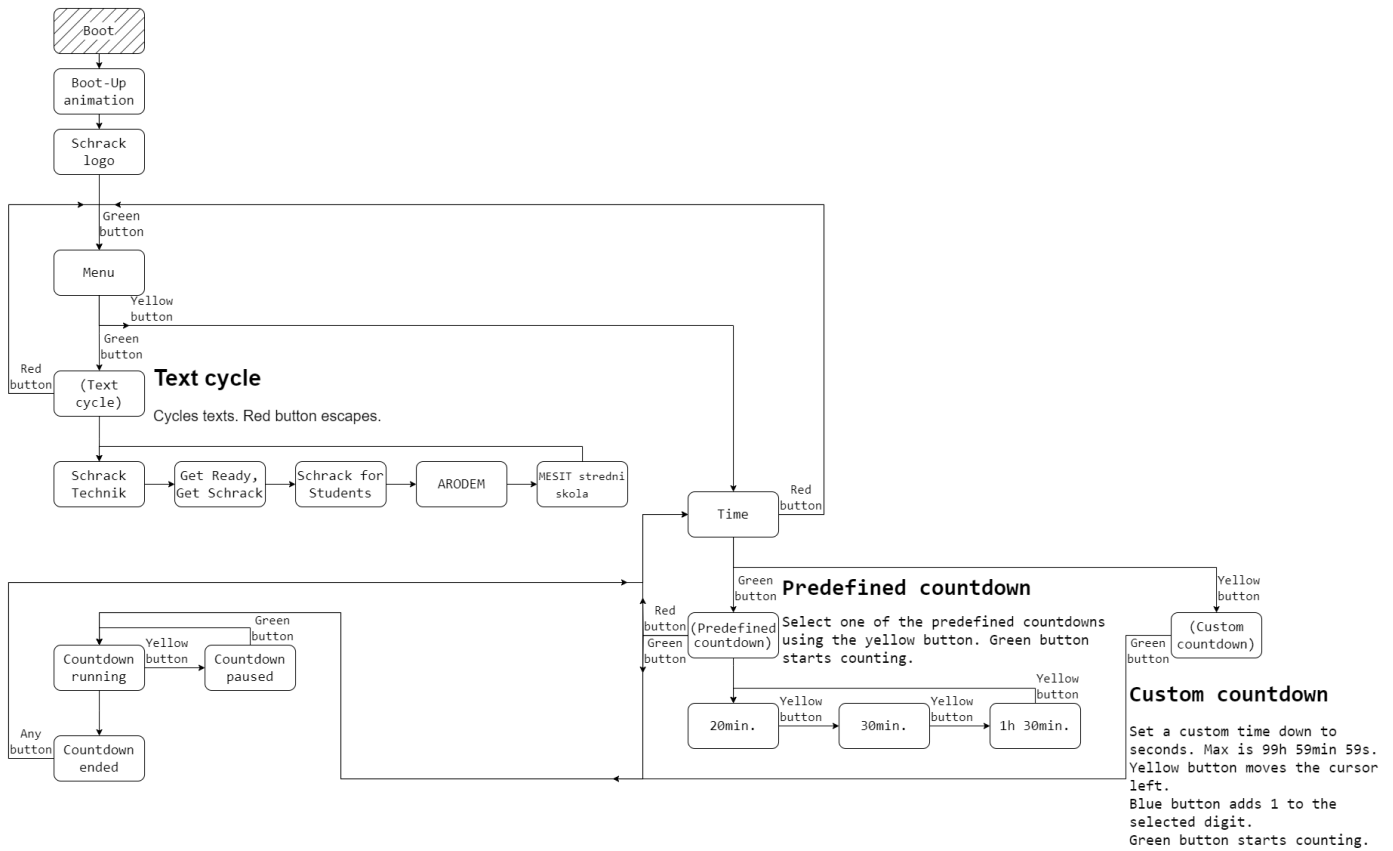 Boot
Boot-Up
animation
Schrack
logo
Green
button
Menu
Yellow
button
Green
button
Red
button
(Text
cycle)
Text cycle
Cycles texts. Red button escapes.
Schrack
Technik
Get Ready,
Get Schrack
Schrack for
Students
ARODEM
MESIT stredni
skola
Time
Red
button
Green
button
Yellow
button
Predefined countdown
Select one of the predefined countdowns
using the yellow button. Green button
starts counting.
Red
button
Green
button
(Predefined
countdown)
(Custom
countdown)
Green
button
Yellow
button
20min.
Yellow
button
30min.
Yellow
button
1h 30min.
Custom countdown
Set a custom time down to
seconds. Max is 99h 59min 59s.
Yellow button moves the cursor
left.
Blue button adds 1 to the
selected digit.
Green button starts counting.
Green
button
Countdown
running
Yellow
button
Countdown
paused
Any
button
Countdown
ended